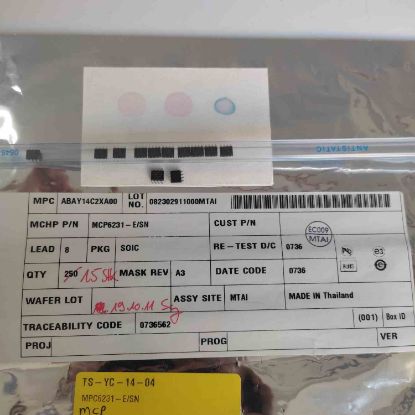 ANTISTATIC
MPC ABAY14C2XA00 LOT NO. 082302911000MTAI
MCHP P/N MCP6231-E/SN CUST P/N
EC009
MTAI
LEAD 8 PKG SOIC RE-TEST D/C 0736
QTY 250 15 Stk MASK REV A3 DATE CODE 0736
WAFER LOT 19.10.11 ASSY SITE MTAI MADE IN Thailand
TRACEABILITY CODE 0736562 (001) Box ID
PROJ PROG VER
TS-YC-14-04
MPC6231-E/SN
MCP